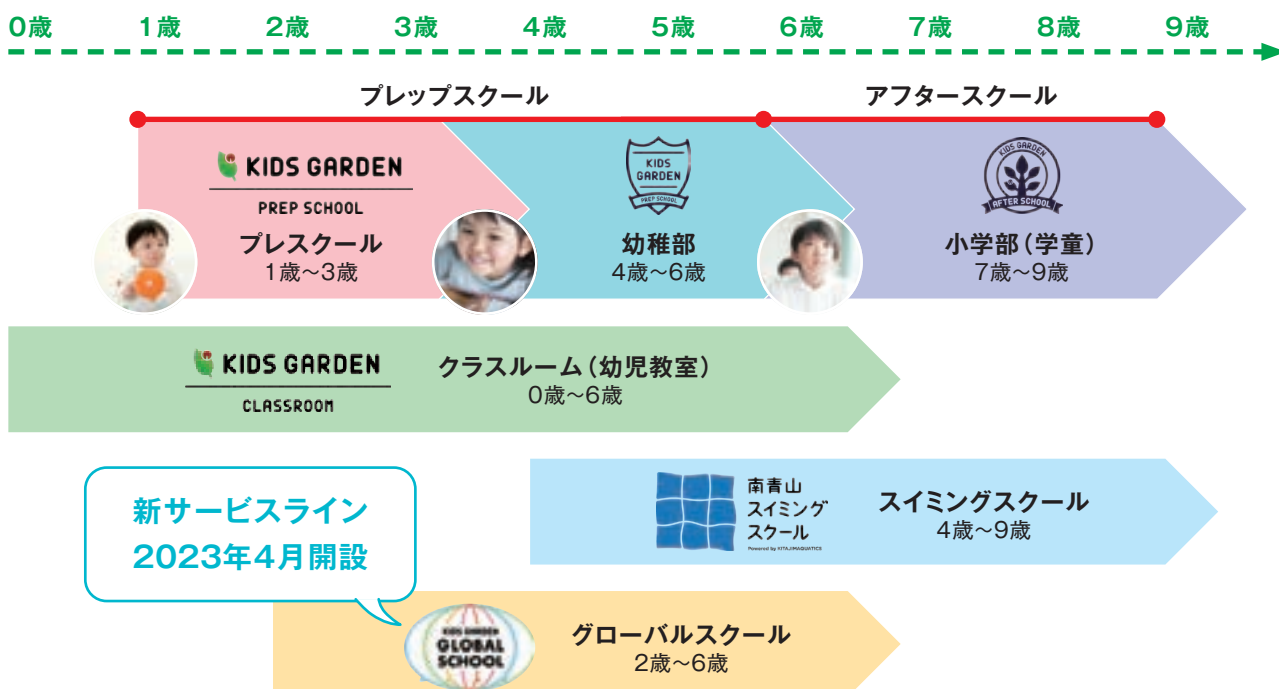 0歳 1歳 2歳 3歳 4歳 5歳 6歳 7歳 8歳 9歳
プレップスクール
アフタースクール
KIDS GARDEN
PREP SCHOOL
プレスクール
1歳～3歳
KIDS
GARDEN
PREP SCHOOL
幼稚部
4歳～6歳
KIDS GARDEN
AFTER SCHOOL
小学部（学童）
7歳～9歳
KIDS GARDEN
CLASSROOM
クラスルーム（幼児教室）
0歳～6歳
南青山
スイミング
スクール
Powered by KITAJIMAQUATICS
スイミングスクール
4歳～9歳
新サービスライン
2023年4月開設
KIDS GARDEN
GLOBAL
SCHOOL
グローバルスクール
2歳～6歳